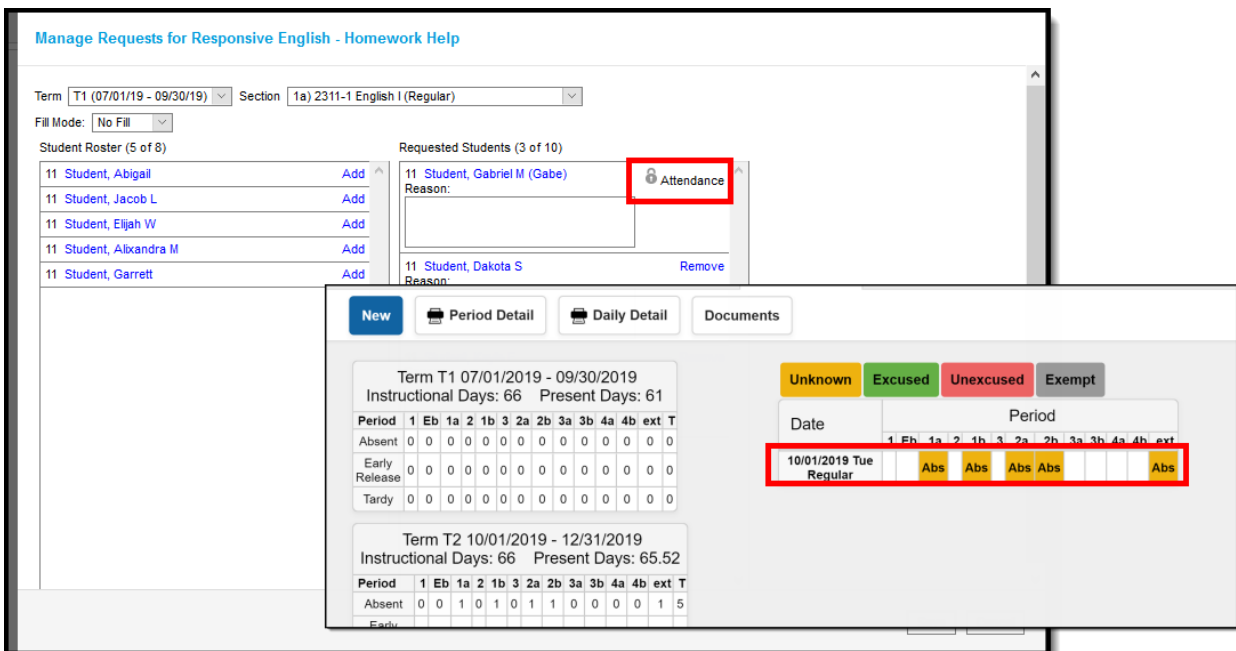 Manage Requests for Responsive English - Homework Help
Term T1 (07/01/19 - 09/30/19) Section 1a) 2311-1 English I (Regular)
Fill Mode: No Fill
Student Roster (5 of 8)
11 Student, Abigail Add
11 Student, Jacob L Add
11 Student, Elijah W Add
11 Student, Alixandra M Add
11 Student, Garrett Add
Requested Students (3 of 10)
11 Student, Gabriel M (Gabe) Attendance
Reason:
11 Student, Dakota S Remove
Reason:
New Period Detail Daily Detail Documents
Term T1 07/01/2019 - 09/30/2019
Instructional Days: 66 Present Days: 61
Period 1 Eb 1a 2 1b 3 2a 2b 3a 3b 4a 4b ext T
Absent 0 0 0 0 0 0 0 0 0 0 0 0 0 0
Early
Release 0 0 0 0 0 0 0 0 0 0 0 0 0 0
Tardy 0 0 0 0 0 0 0 0 0 0 0 0 0 0
Term T2 10/01/2019 - 12/31/2019
Instructional Days: 66 Present Days: 65.52
Period 1 Eb 1a 2 1b 3 2a 2b 3a 3b 4a 4b ext T
Absent 0 0 1 0 1 0 1 1 0 0 0 0 1 5
Early
Unknown Excused Unexcused Exempt
Date Period
1 Eb 1a 2 1b 3 2a 2b 3a 3b 4a 4b ext
10/01/2019 Tue
Regular Abs Abs Abs Abs Abs